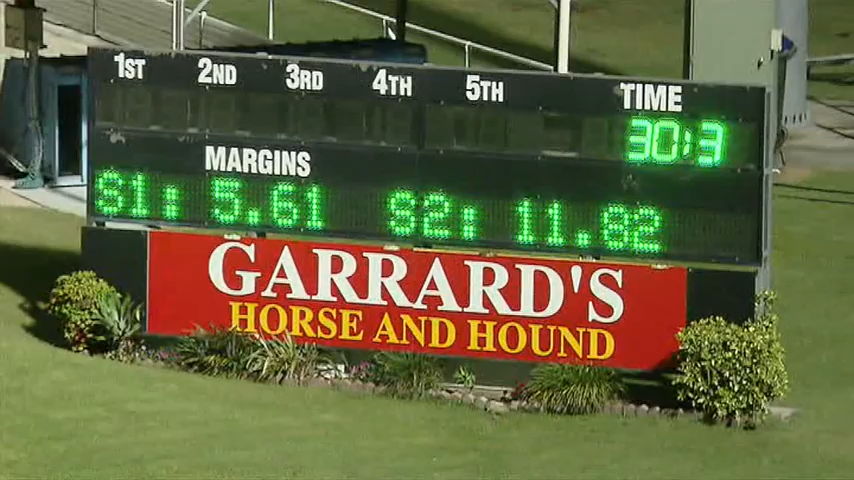 1ST 2ND 3RD 4TH 5TH TIME
30:3
MARGINS
S1: 5.61 S2: 11.82
GARRARD'S
HORSE AND HOUND